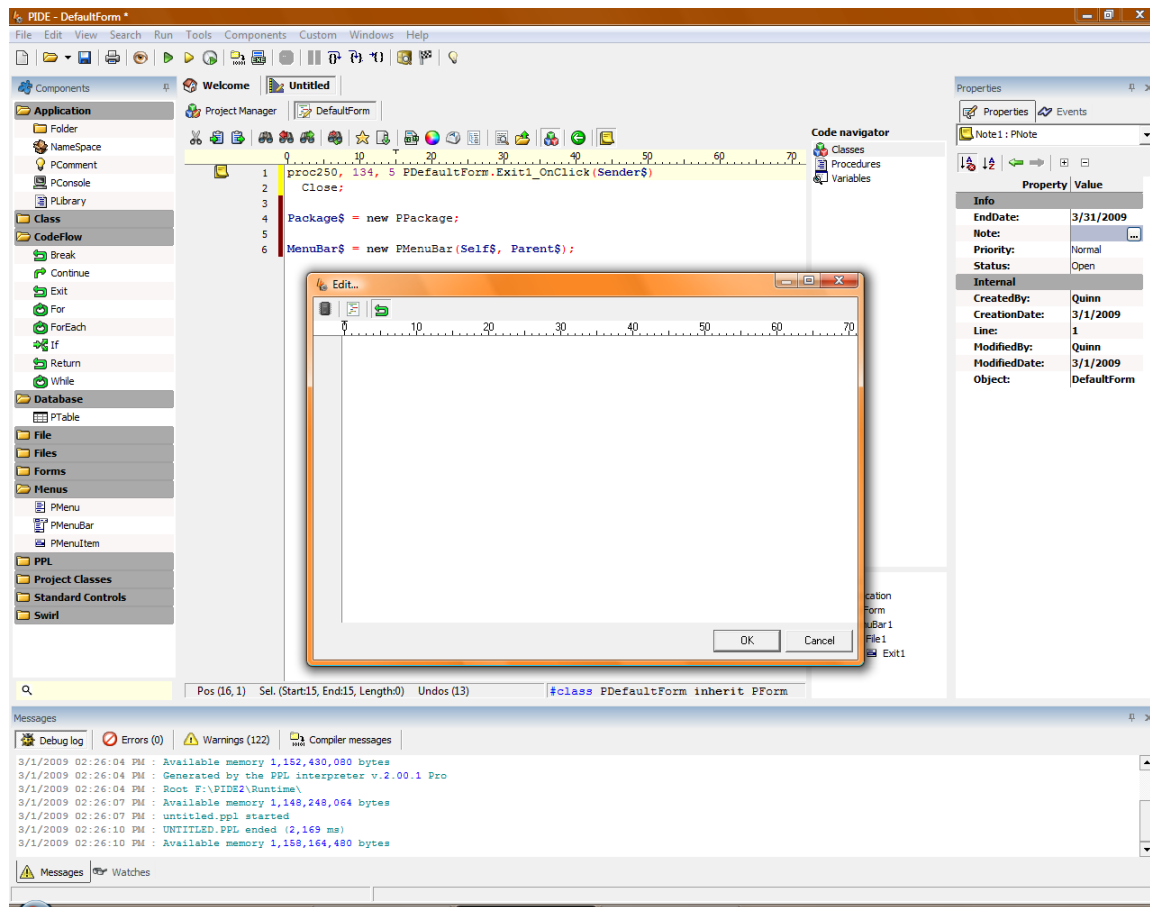 PIDE - DefaultForm *
File Edit View Search Run Tools Components Custom Windows Help
Components
Application
Folder
NameSpace
PComment
PConsole
PLibrary
Class
CodeFlow
Break
Continue
Exit
For
ForEach
If
Return
While
Database
PTable
File
Files
Forms
Menus
PMenu
PMenuBar
PMenuItem
PPL
Project Classes
Standard Controls
Swirl
Welcome Untitled
Project Manager DefaultForm
0 10 20 30 40 50 60 70
1 proc250, 134, 5 PDefaultForm.Exit1_OnClick(Sender$)
2 Close;
3
4 Package$ = new PPackage;
5
6 MenuBar$ = new PMenuBar(Self$, Parent$);
Code navigator
Classes
Procedures
Variables
Edit...
0 10 20 30 40 50 60 70
OK Cancel
cation
Form
uBar1
File1
Exit1
Pos (16, 1) Sel. (Start:15, End:15, Length:0) Undos (13) #class PDefaultForm inherit PForm
Properties
Properties Events
Note1 : PNote
Property Value
Info
EndDate: 3/31/2009
Note: ...
Priority: Normal
Status: Open
Internal
CreatedBy: Quinn
CreationDate: 3/1/2009
Line: 1
ModifiedBy: Quinn
ModifiedDate: 3/1/2009
Object: DefaultForm
Messages
Debug log Errors (0) Warnings (122) Compiler messages
3/1/2009 02:26:04 PM : Available memory 1,152,430,080 bytes
3/1/2009 02:26:04 PM : Generated by the PPL interpreter v.2.00.1 Pro
3/1/2009 02:26:04 PM : Root F:\PIDE2\Runtime\
3/1/2009 02:26:07 PM : Available memory 1,148,248,064 bytes
3/1/2009 02:26:07 PM : untitled.ppl started
3/1/2009 02:26:10 PM : UNTITLED.PPL ended (2,169 ms)
3/1/2009 02:26:10 PM : Available memory 1,158,164,480 bytes
Messages Watches